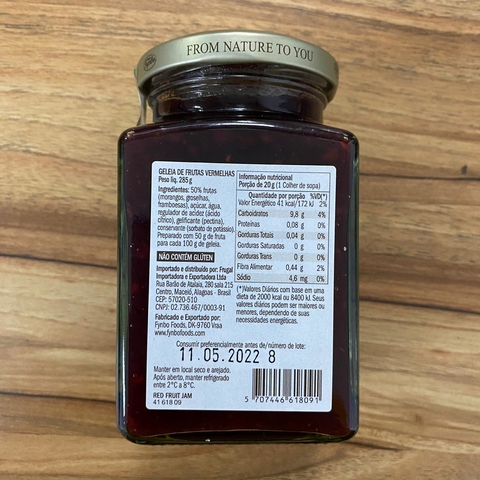 FROM NATURE TO YOU
GELEIA DE FRUTAS VERMELHAS
Peso liq. 285g
Ingredientes: 50% frutas
(morangos, groselhas,
framboesas), açúcar, água,
regulador de acidez (ácido
cítrico), gelificante (pectina),
conservante (sorbato de potássio).
Preparado com 50 g de fruta
para cada 100 g de geleia.
NÃO CONTÉM GLÚTEN
Importado e distribuído por: Frugal
Importadora e Exportadora Ltda
Rua Barão de Atalaia, 280 sala 215
Centro, Maceió, Alagoas - Brasil
CEP: 57020-510
CNPJ: 02.736.467/0003-91
Fabricado e Exportado por:
Fynbo Foods, DK-9760 Vraa
www.fynbofoods.com
Informação nutricional
Porção de 20g (1 Colher de sopa)
Quantidade por porção %VD(*)
Valor Energético 41 kcal/172 kJ 2%
Carboidratos 9,8 g 4%
Proteínas 0,08 g 0%
Gorduras Totais 0,04 g 0%
Gorduras Saturadas 0 g 0%
Gorduras Trans 0 g 0%
Fibra Alimentar 0,44 g 2%
Sódio 4,6 mg 0%
(*)Valores Diários com base em uma
dieta de 2000 kcal ou 8400 kJ. Seus
valores diários podem ser maiores
ou menores, dependendo de suas
necessidades energéticas.
Consumir preferencialmente antes de/número de lote:
11.05.2022 8
Manter em local seco e arejado.
Após aberto, manter refrigerado
entre 2°C a 8°C.
RED FRUIT JAM
41 618 09
5 707446 618091